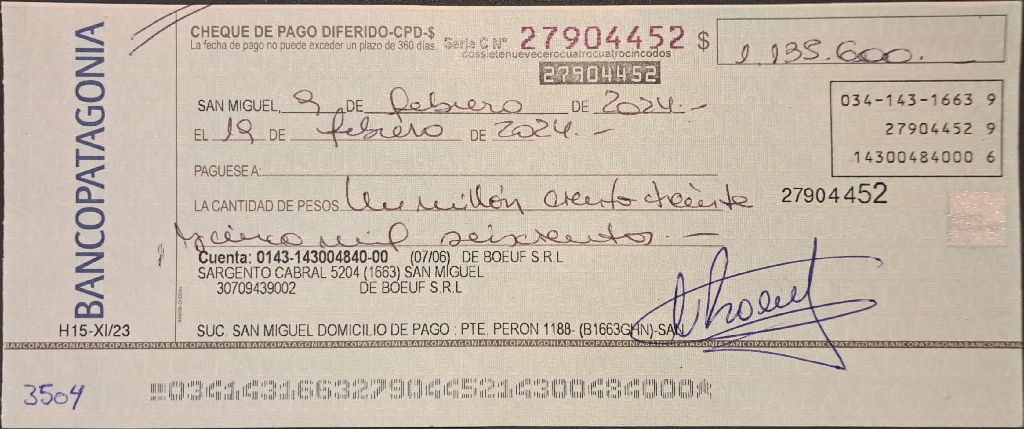 BANCOPATAGONIA
CHEQUE DE PAGO DIFERIDO-CPD-$
La fecha de pago no puede exceder un plazo de 360 días.
Serie C Nº 27904452 $ 1.135.600.-
dossietenuevecerocuatrocuatrocincodos
27904452
034-143-1663 9
27904452 9
14300484000 6
SAN MIGUEL, 9 DE febrero DE 2024.-
EL 19 DE febrero DE 2024.-
PAGUESE A:
LA CANTIDAD DE PESOS Un millón ciento treinta
27904452
y cinco mil seiscientos.-
Cuenta: 0143-143004840-00 (07/06) DE BOEUF S R L
SARGENTO CABRAL 5204 (1663) SAN MIGUEL
30709439002 DE BOEUF S.R.L
H15-XI/23
SUC. SAN MIGUEL DOMICILIO DE PAGO : PTE. PERON 1188- (B1663GHN)-SAN
BANCOPATAGONIABANCOPATAGONIABANCOPATAGONIABANCOPATAGONIA
3504
03414316632790445214300484000